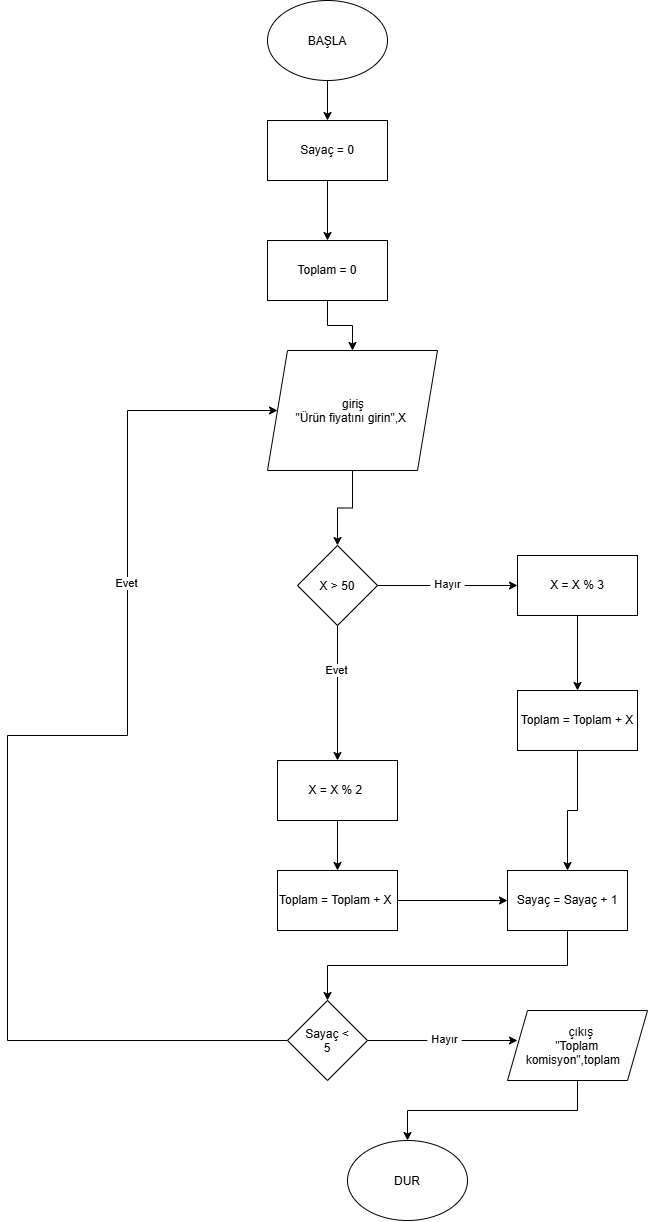 BAŞLA
Sayaç = 0
Toplam = 0
giriş
"Ürün fiyatını girin",X
X > 50
Hayır
X = X % 3
Evet
Evet
Toplam = Toplam + X
X = X % 2
Toplam = Toplam + X
Sayaç = Sayaç + 1
Sayaç <
5
Hayır
çıkış
"Toplam
komisyon",toplam
DUR